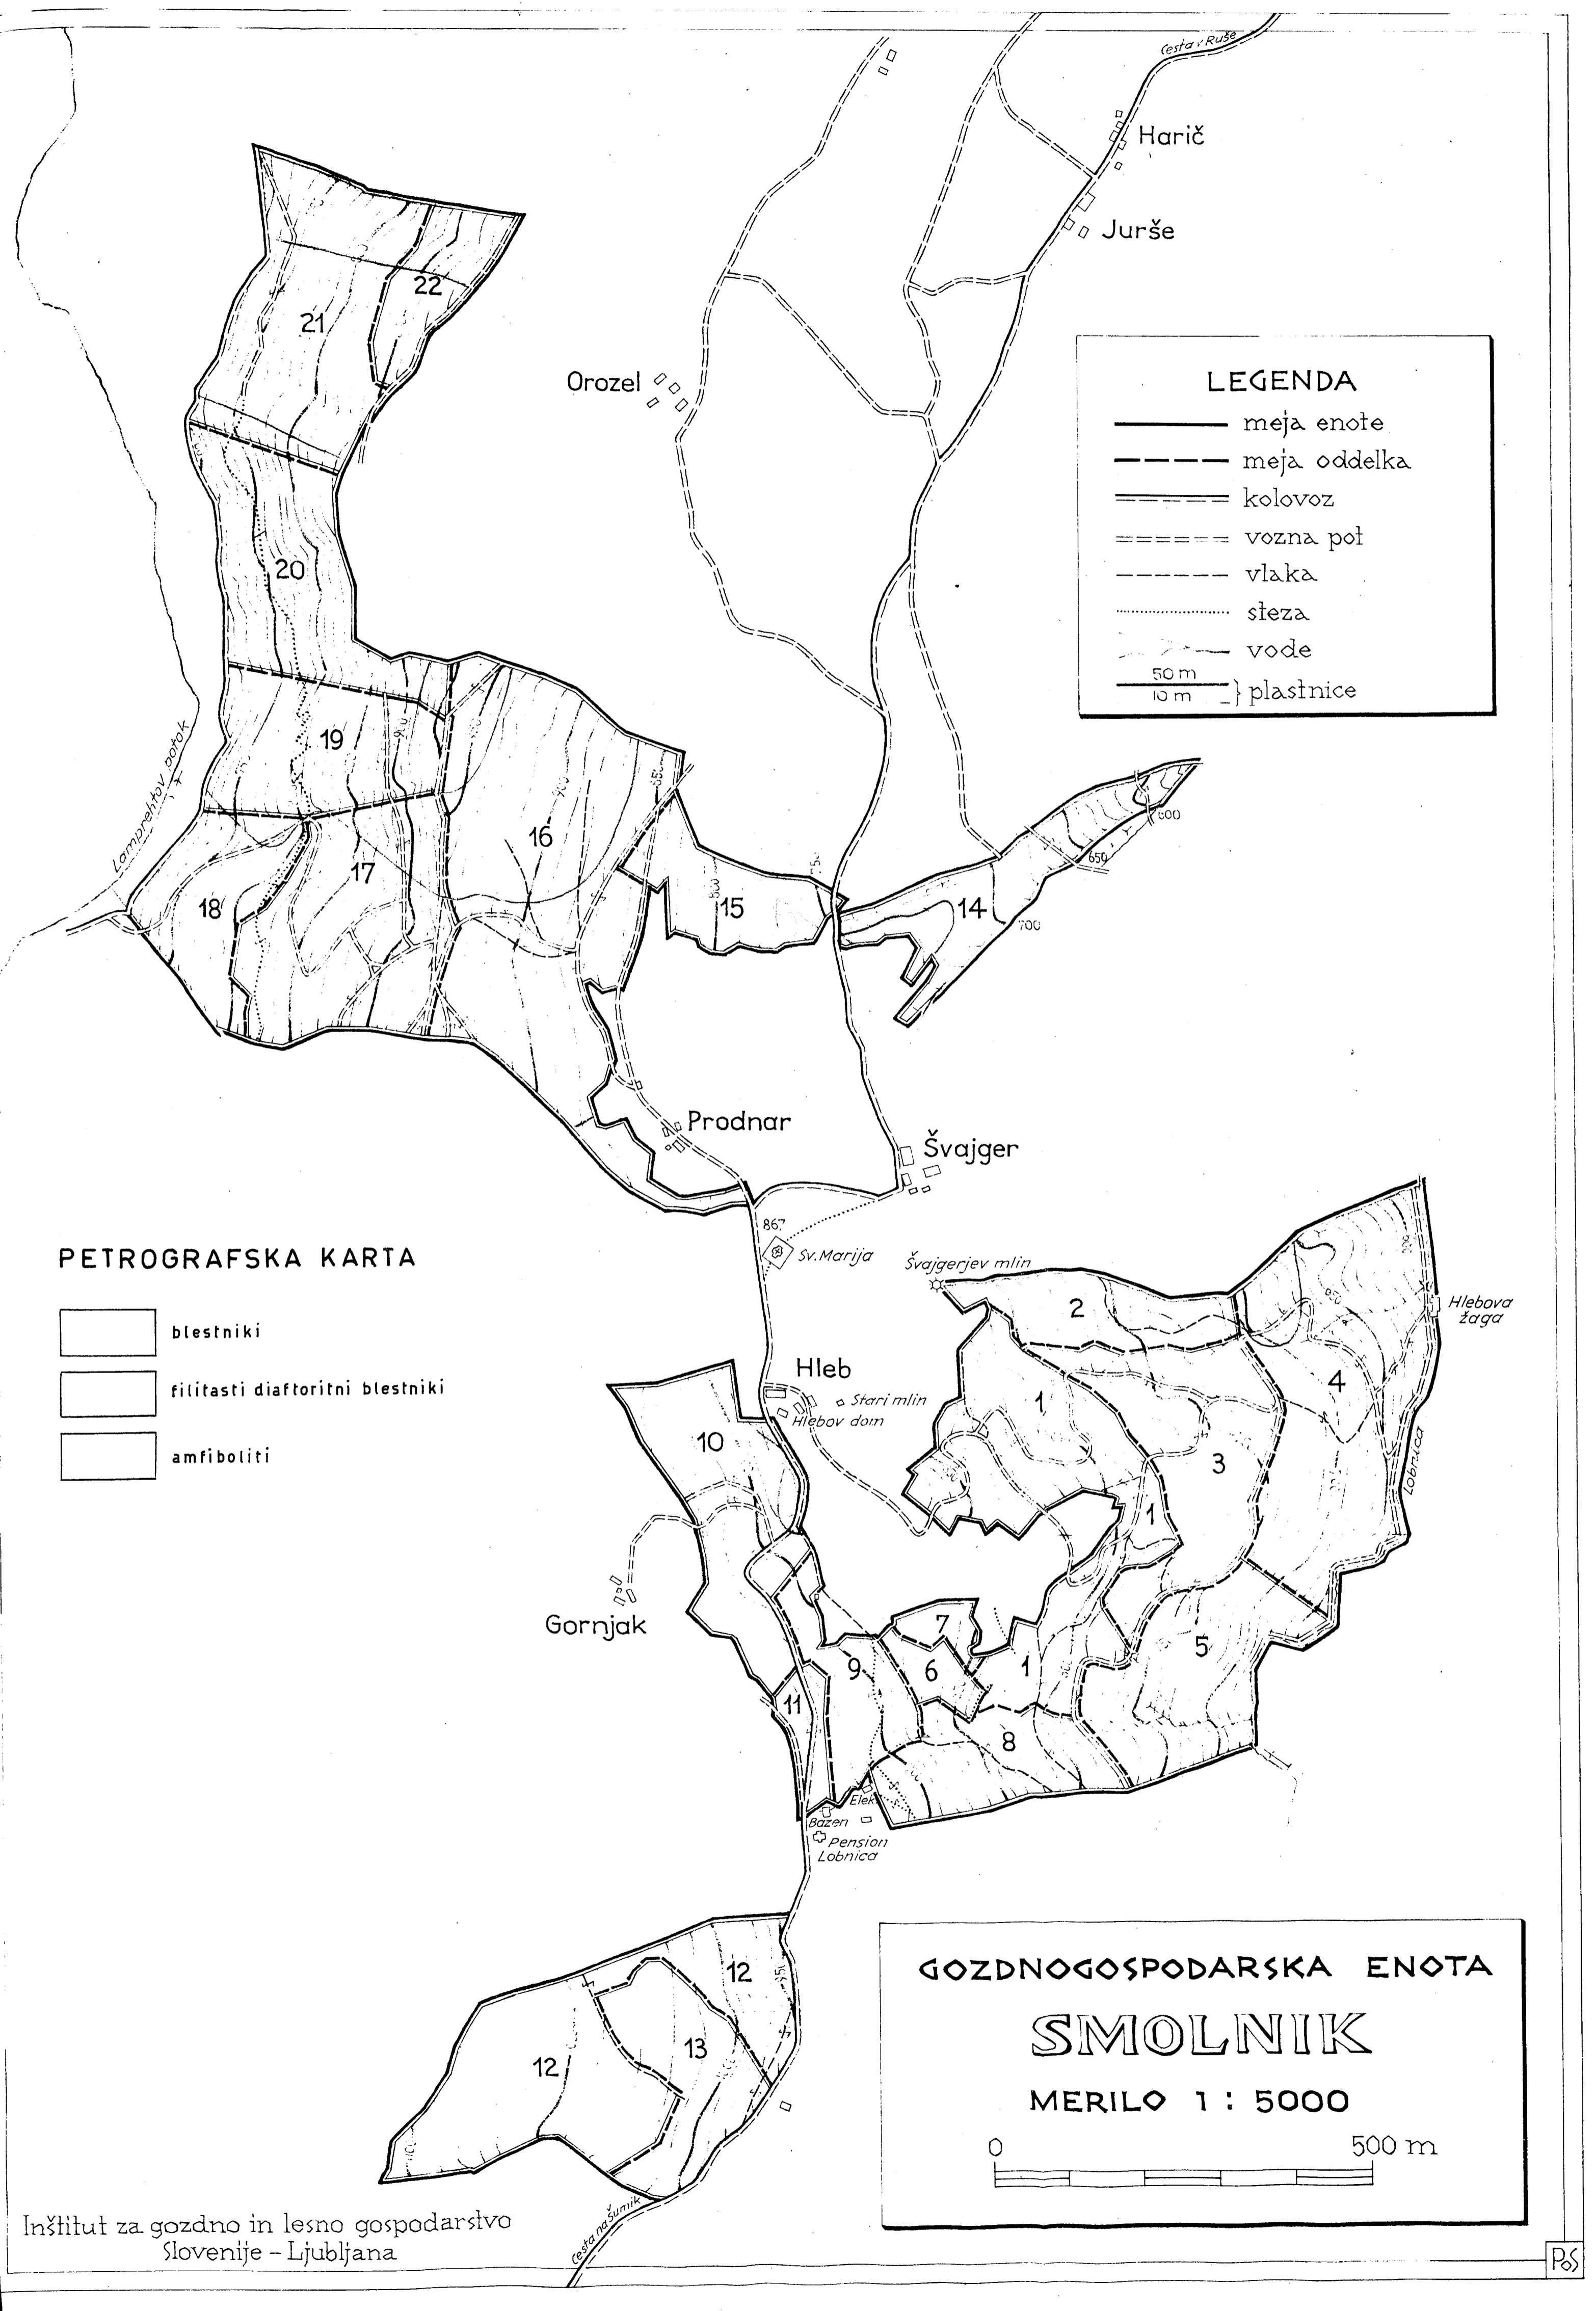 Cesta v Ruše
Harič
Jurše
22
21
Orozel
LEGENDA
meja enote
meja oddelka
kolovoz
vozna pot
vlaka
steza
vode
50 m
10 m } plastnice
20
19
Lamprehtov potok
16
600
650
17
18
15
14
700
Prodnar
Švajger
867
Sv. Marija
Švajgerjev mlin
PETROGRAFSKA KARTA
blestniki
filitasti diaftoritni blestniki
amfiboliti
2
Hlebova
žaga
Hleb
Stari mlin
Hlebov dom
4
1
10
3
Lobnica
1
Gornjak
7
5
9
6
1
11
8
Elek.
Bazen
Pension
Lobnica
12
13
12
GOZDNOGOSPODARSKA ENOTA
SMOLNIK
MERILO 1 : 5000
0 500 m
Cesta na Šumik
Inštitut za gozdno in lesno gospodarstvo
Slovenije – Ljubljana
PoS